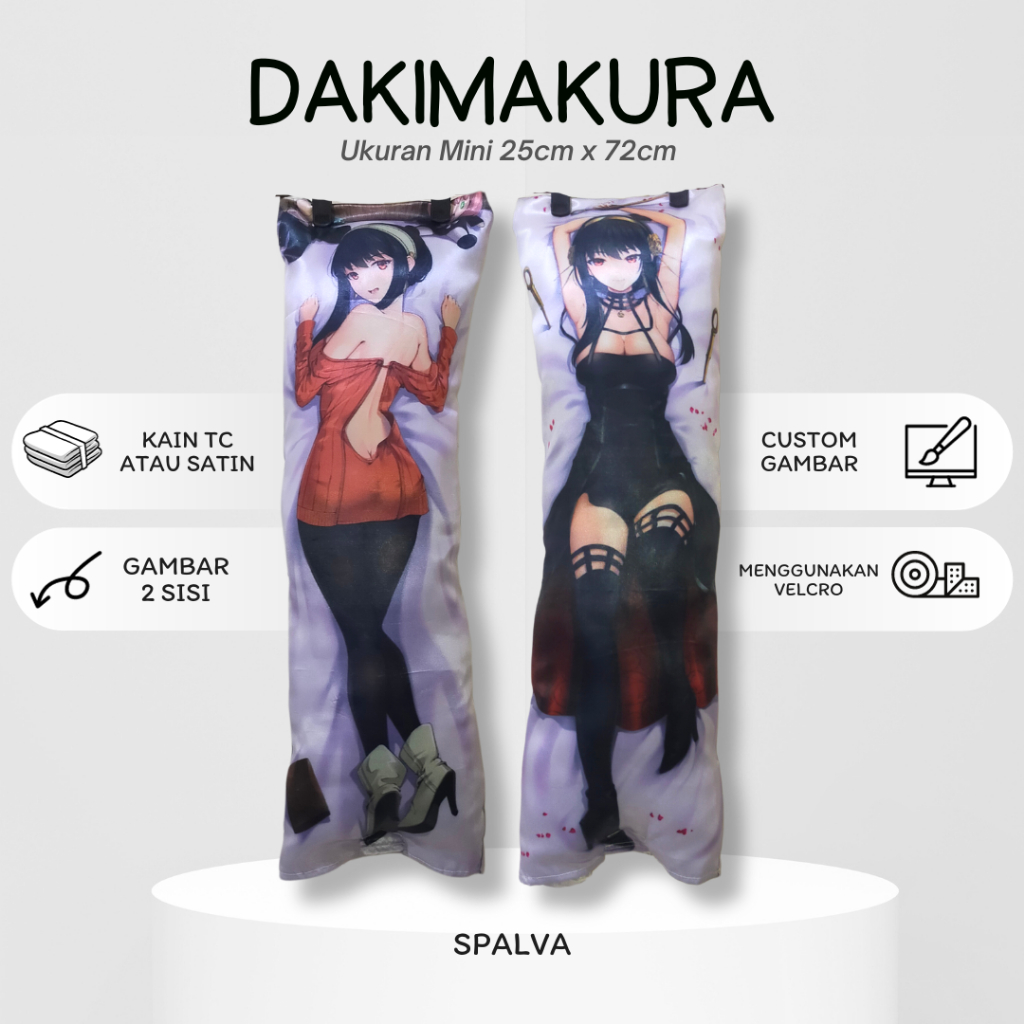 DAKIMAKURA
Ukuran Mini 25cm x 72cm
KAIN TC
ATAU SATIN
GAMBAR
2 SISI
CUSTOM
GAMBAR
MENGGUNAKAN
VELCRO
SPALVA